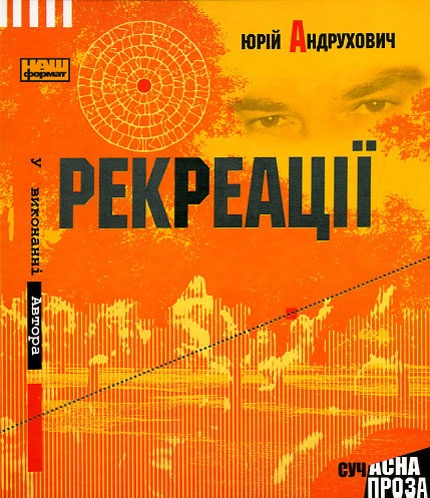 Юрій Андрухович
НАШ
формат
РЕКРЕАЦІЇ
у виконанні Автора
СУЧАСНА
ПРОЗА